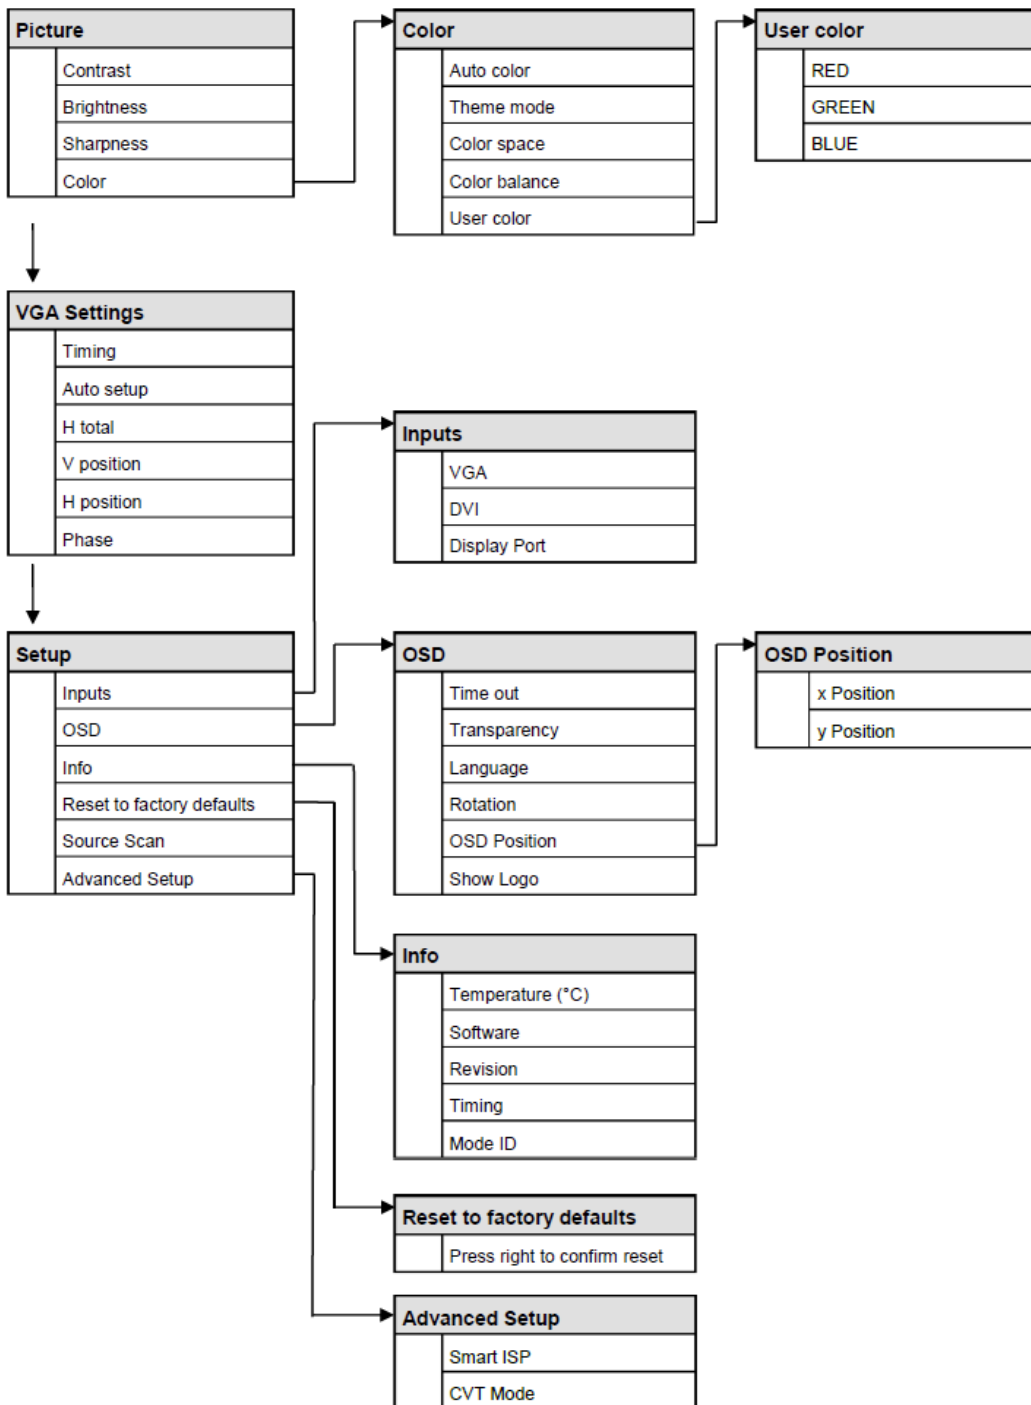 Picture
Contrast
Brightness
Sharpness
Color
Color
Auto color
Theme mode
Color space
Color balance
User color
User color
RED
GREEN
BLUE
VGA Settings
Timing
Auto setup
H total
V position
H position
Phase
Inputs
VGA
DVI
Display Port
Setup
Inputs
OSD
Info
Reset to factory defaults
Source Scan
Advanced Setup
OSD
Time out
Transparency
Language
Rotation
OSD Position
Show Logo
OSD Position
x Position
y Position
Info
Temperature (°C)
Software
Revision
Timing
Mode ID
Reset to factory defaults
Press right to confirm reset
Advanced Setup
Smart ISP
CVT Mode